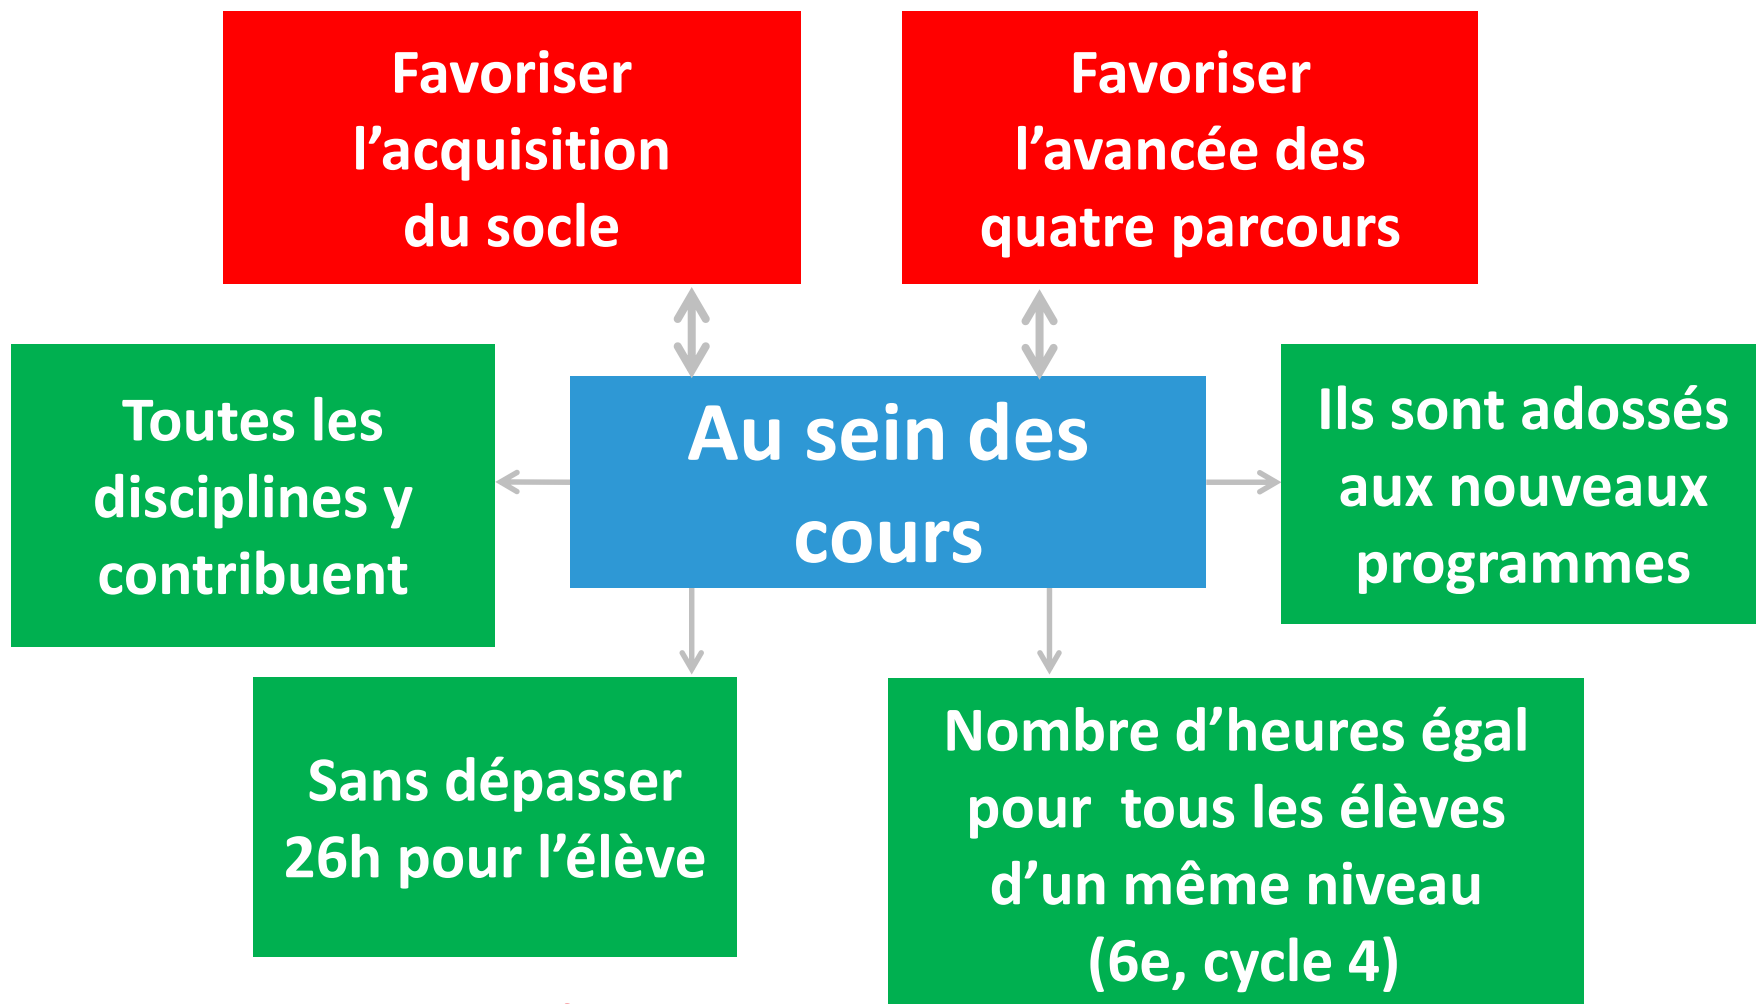 Favoriser
l’acquisition
du socle
Favoriser
l’avancée des
quatre parcours
Toutes les
disciplines y
contribuent
Au sein des
cours
Ils sont adossés
aux nouveaux
programmes
Sans dépasser
26h pour l’élève
Nombre d’heures égal
pour  tous les élèves
d’un même niveau
(6e, cycle 4)